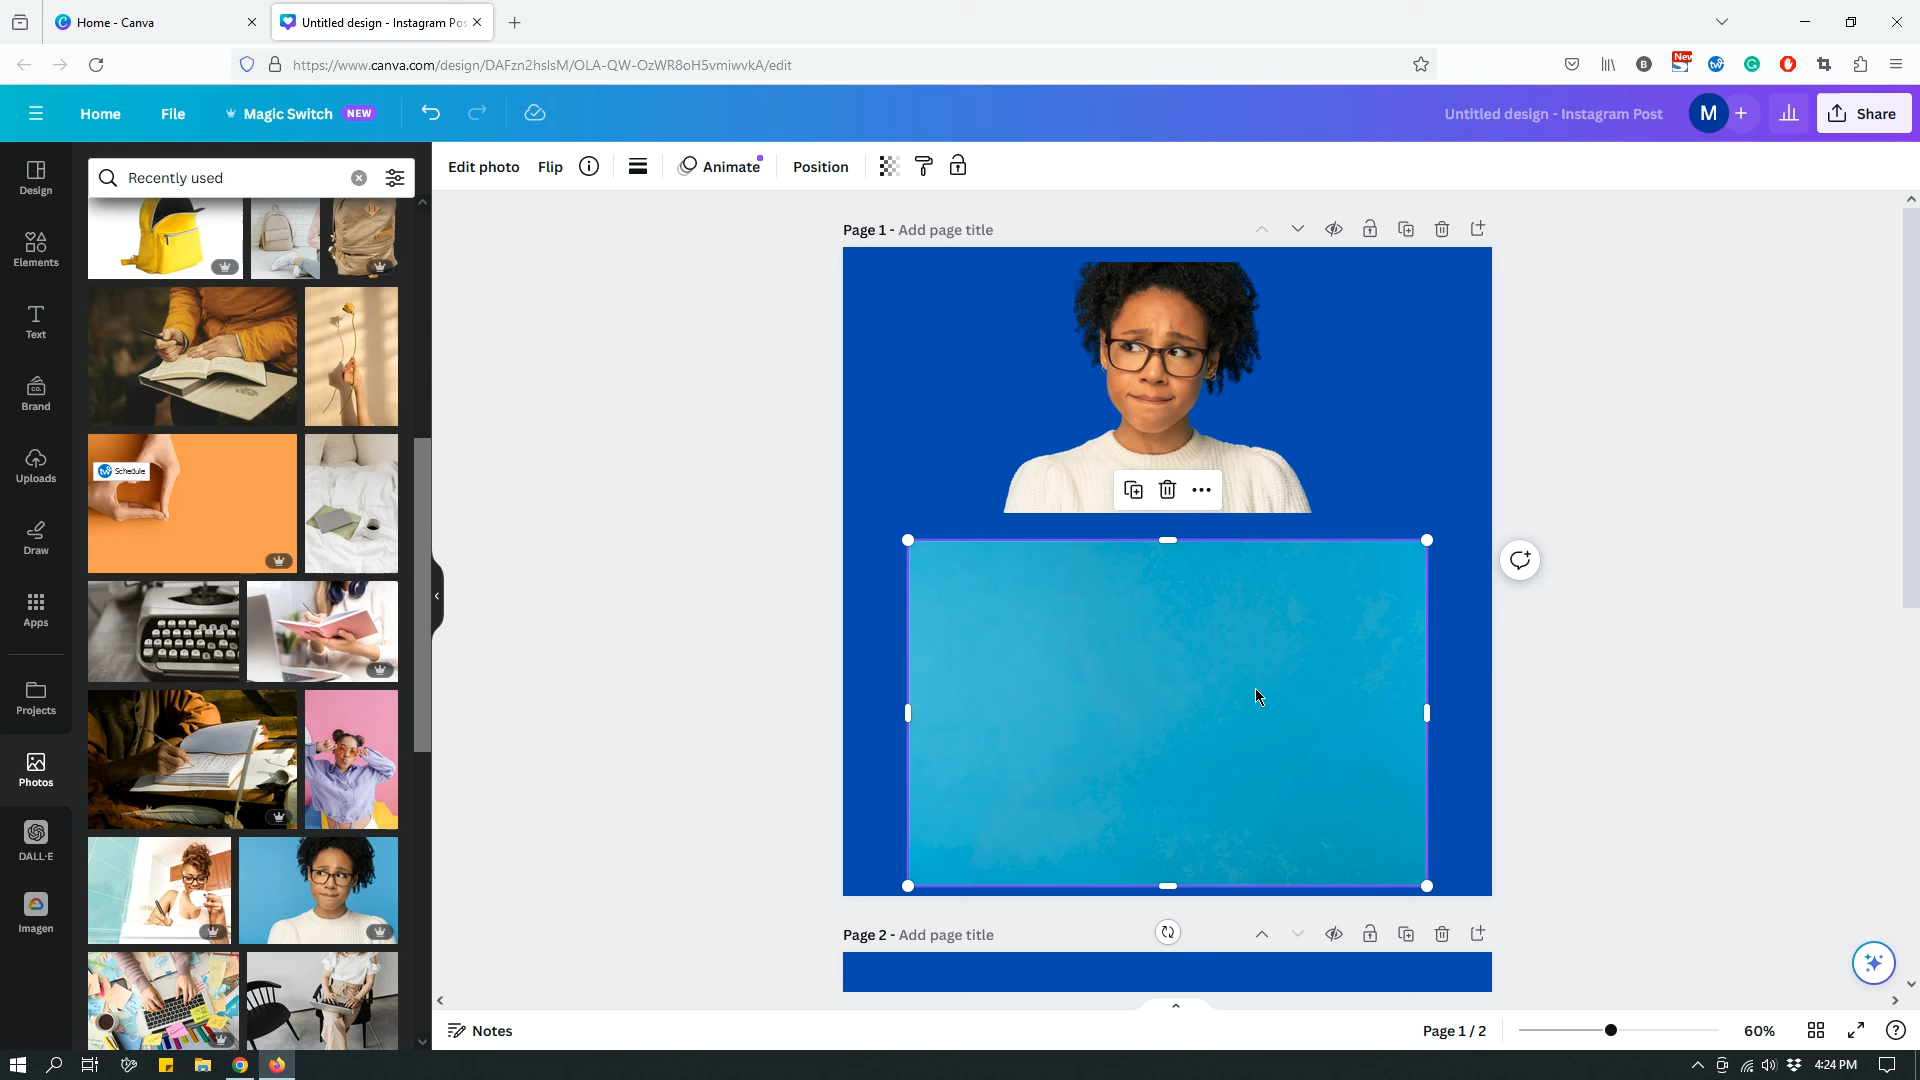 Home - Canva
Untitled design - Instagram Pos
https://www.canva.com/design/DAFzn2hslsM/OLA-QW-OzWR8oH5vmiwvkA/edit
B
New
Home
File
Magic Switch
NEW
Untitled design - Instagram Post
M
Share
Design
Elements
Text
Brand
Uploads
Draw
Apps
Projects
Photos
DALL·E
Imagen
Recently used
Schedule
Edit photo
Flip
Animate
Position
Page 1 - Add page title
Page 2 - Add page title
Notes
Page 1 / 2
60%
4:24 PM